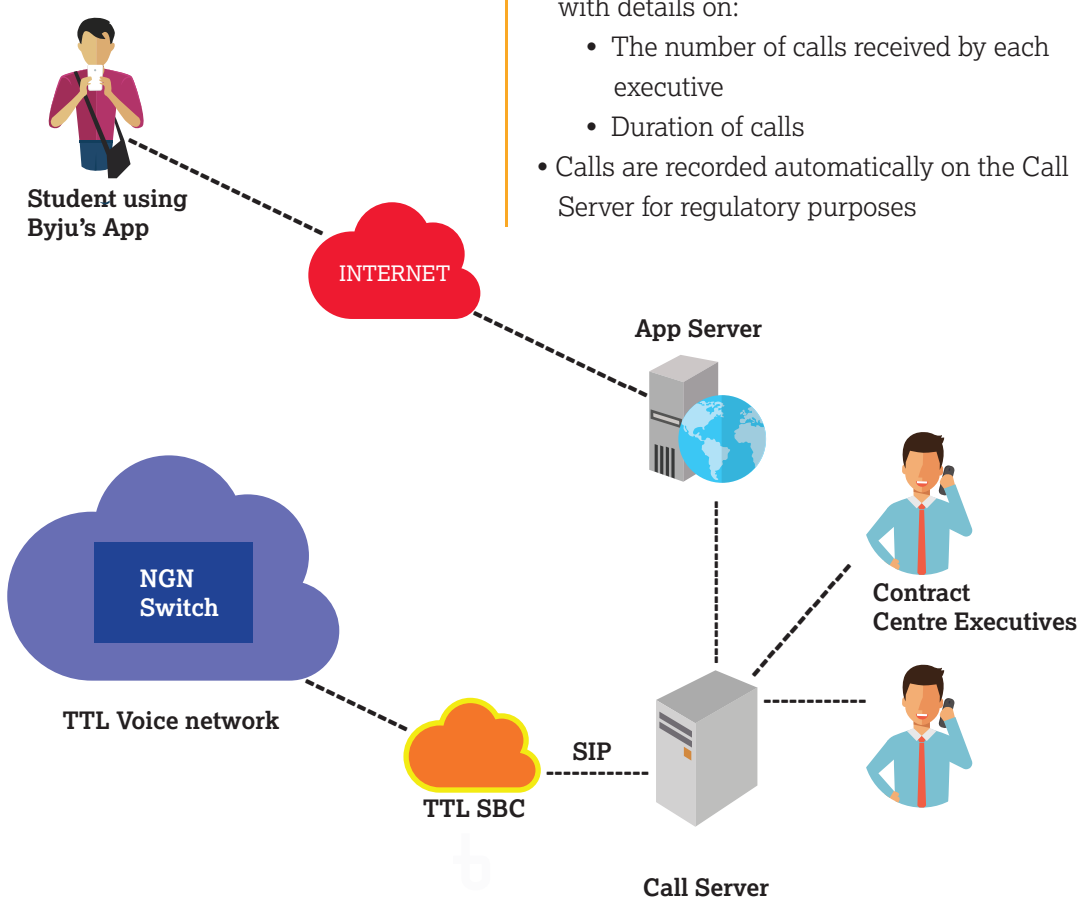 with details on:
• The number of calls received by each
executive
• Duration of calls
• Calls are recorded automatically on the Call
Server for regulatory purposes
Student using
Byju's App
INTERNET
App Server
NGN
Switch
Contract
Centre Executives
TTL Voice network
SIP
TTL SBC
Call Server